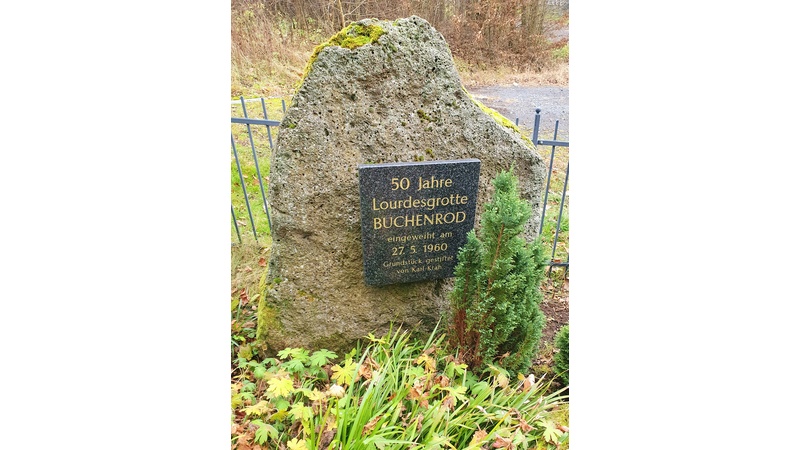 50 Jahre
Lourdesgrotte
BUCHENROD
eingeweiht am
27. 5. 1960
Grundstück, gestiftet
von Karl Krah